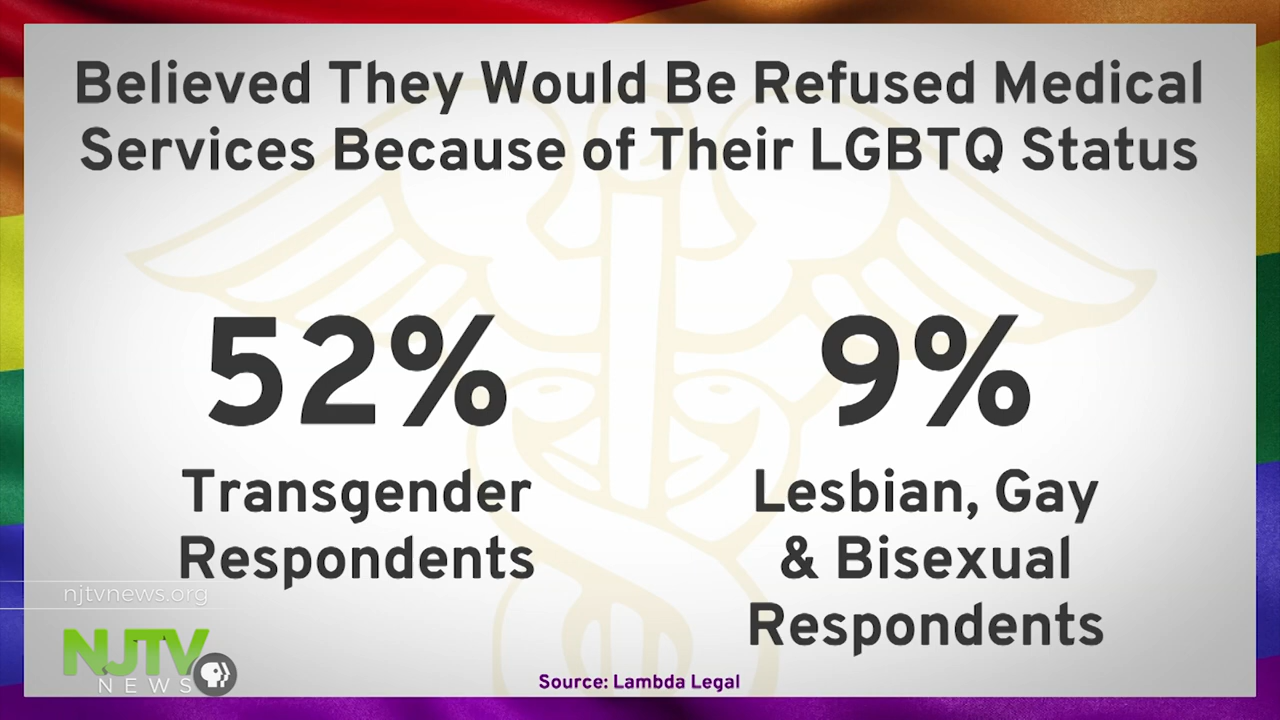 Believed They Would Be Refused Medical
Services Because of Their LGBTQ Status
52%
Transgender
Respondents
9%
Lesbian, Gay
& Bisexual
Respondents
njtvnews.org
NJTV
NEWS
Source: Lambda Legal